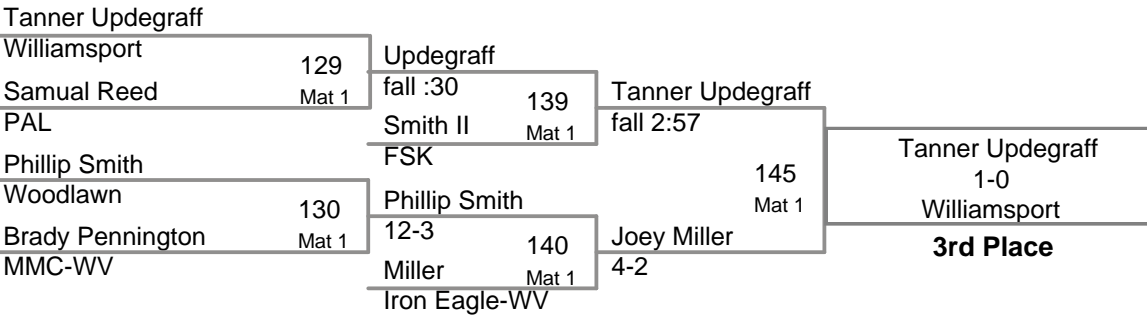 Tanner Updegraff
Williamsport
129
Mat 1
Samual Reed
PAL
Phillip Smith
Woodlawn
130
Mat 1
Brady Pennington
MMC-WV
Updegraff
fall :30
139
Mat 1
Smith II
FSK
Phillip Smith
12-3
140
Mat 1
Miller
Iron Eagle-WV
Tanner Updegraff
fall 2:57
145
Mat 1
Joey Miller
4-2
Tanner Updegraff
1-0
Williamsport
3rd Place